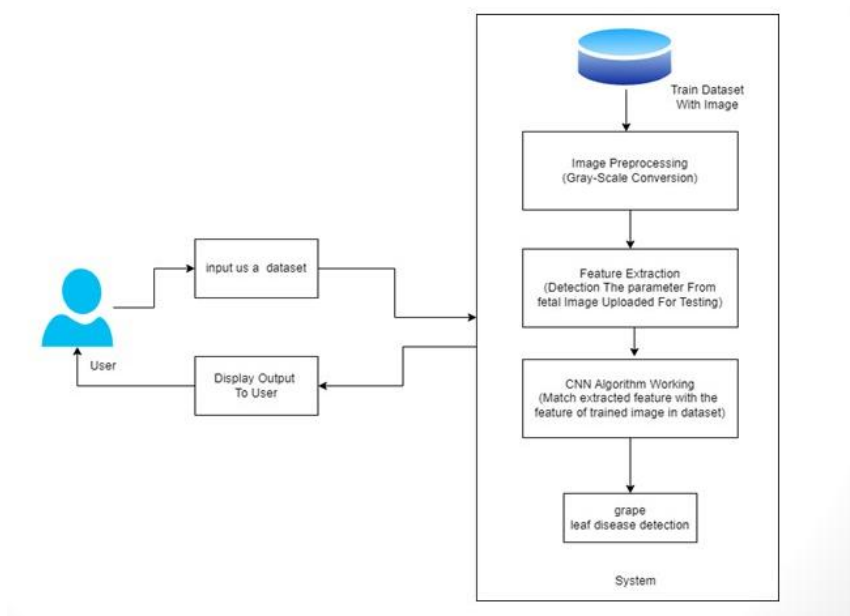 Train Dataset
With Image
Image Preprocessing
(Gray-Scale Conversion)
Feature Extraction
(Detection The parameter From
fetal Image Uploaded For Testing)
CNN Algorithm Working
(Match extracted feature with the
feature of trained image in dataset)
grape
leaf disease detection
System
input us a dataset
User
Display Output
To User